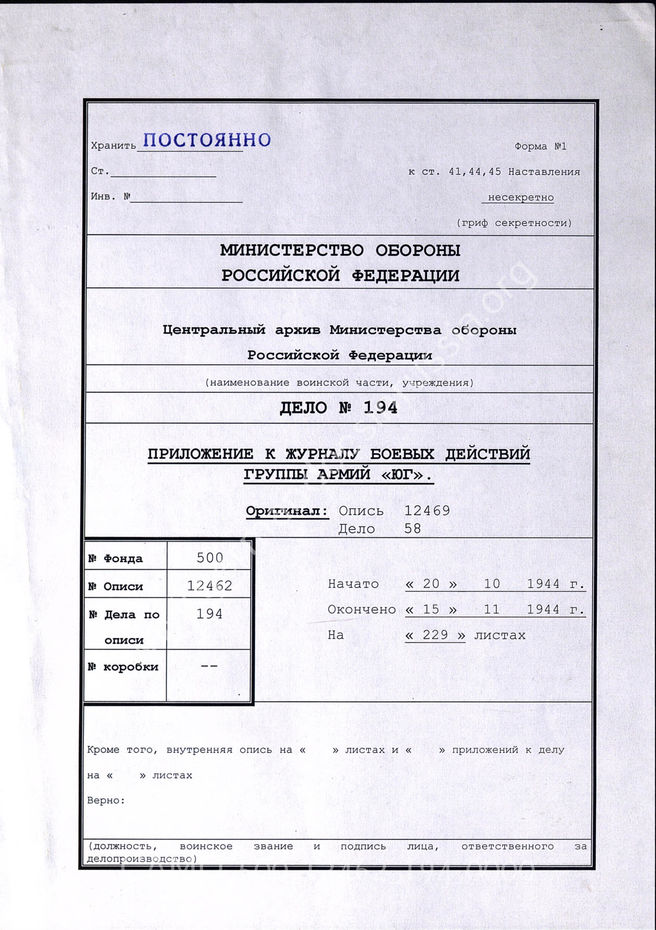 Хранить ПОСТОЯННО
Форма №1
Ст.
к ст. 41,44,45 Наставления
Инв. №
несекретно
(гриф секретности)
МИНИСТЕРСТВО ОБОРОНЫ
РОССИЙСКОЙ ФЕДЕРАЦИИ
Центральный архив Министерства обороны
Российской Федерации
(наименование воинской части, учреждения)
ДЕЛО № 194
ПРИЛОЖЕНИЕ К ЖУРНАЛУ БОЕВЫХ ДЕЙСТВИЙ
ГРУППЫ АРМИЙ «ЮГ».
Оригинал: Опись 12469
Дело 58
№ Фонда 500
№ Описи 12462
№ Дела по описи 194
№ коробки --
Начато « 20 » 10 1944 г.
Окончено « 15 » 11 1944 г.
На « 229 » листах
Кроме того, внутренняя опись на « » листах и « » приложений к делу
на « » листах
Верно:
(должность, воинское звание и подпись лица, ответственного за
делопроизводство)